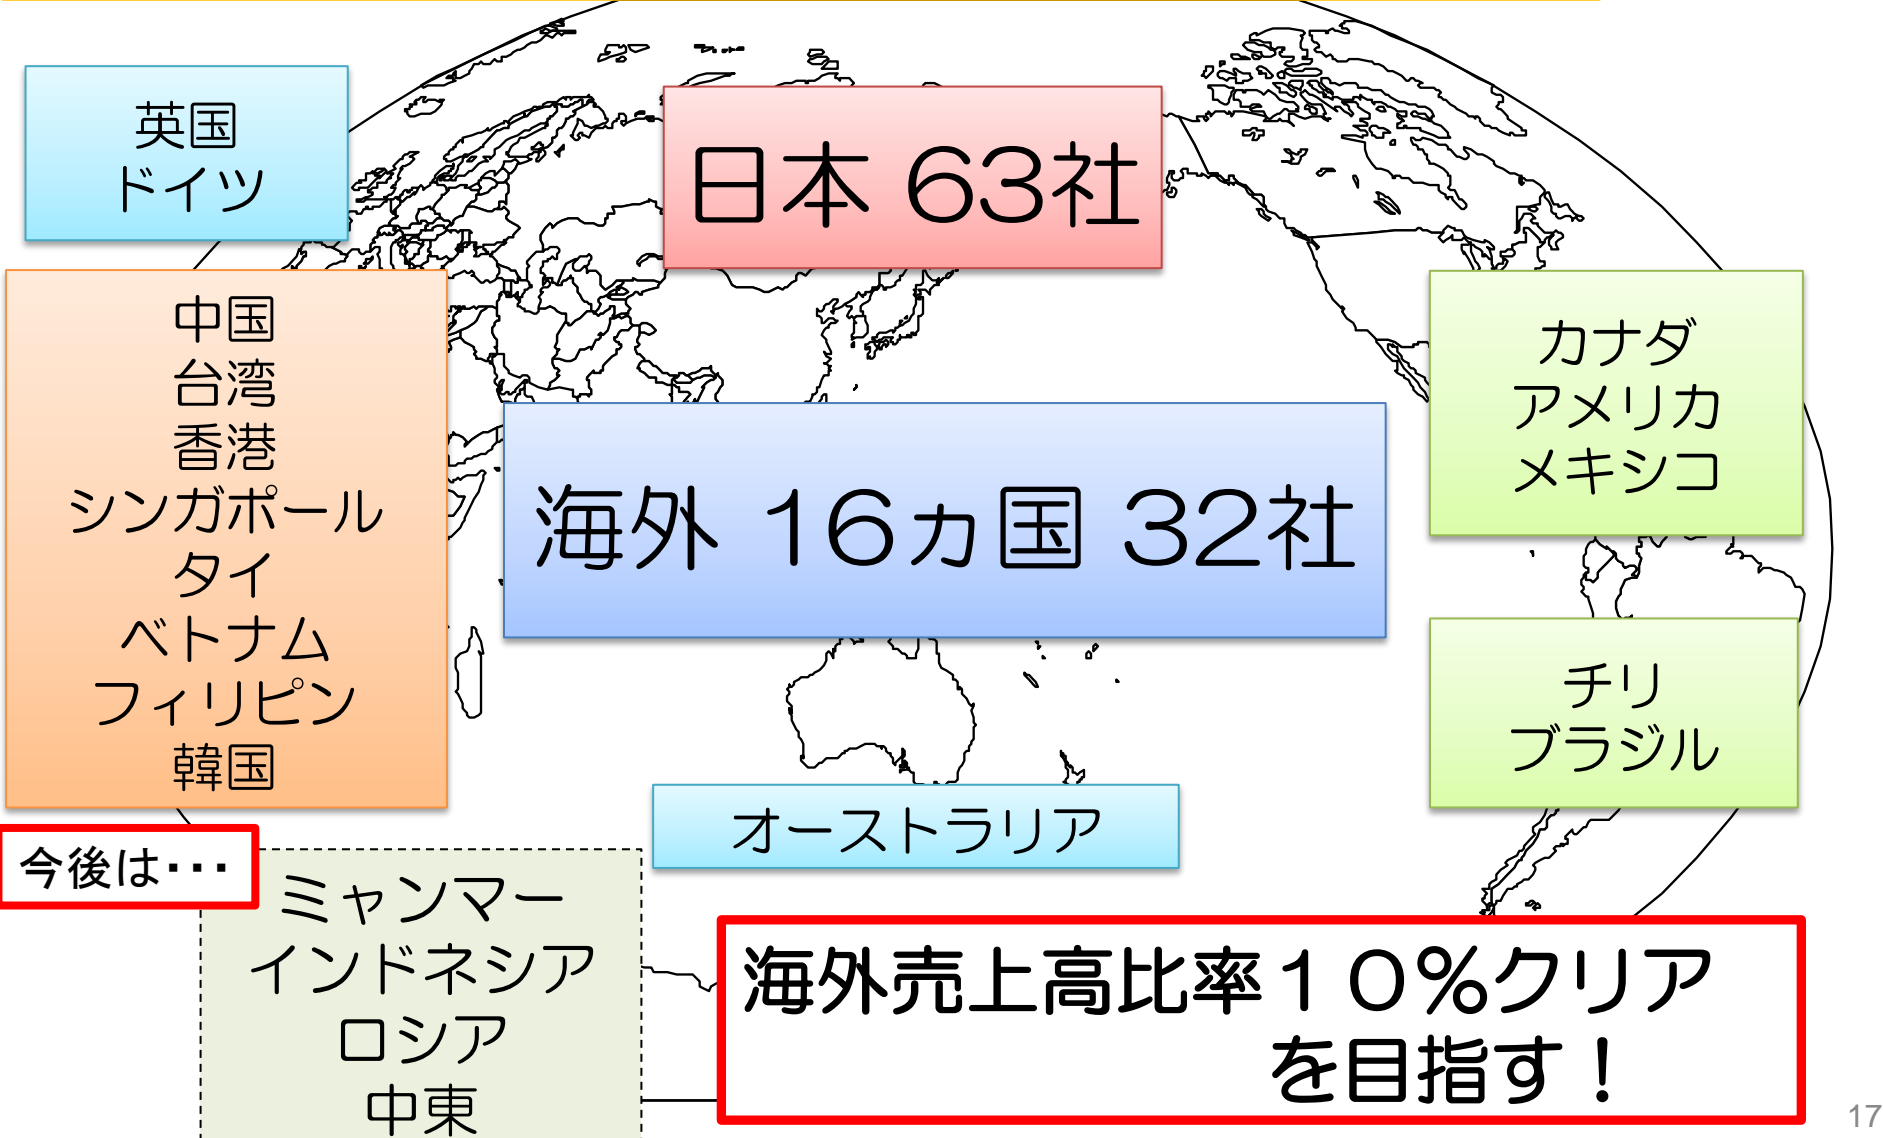 英国
ドイツ
日本 63社
中国
台湾
香港
シンガポール
タイ
ベトナム
フィリピン
韓国
海外 16ヵ国 32社
カナダ
アメリカ
メキシコ
チリ
ブラジル
オーストラリア
今後は･･･
ミャンマー
インドネシア
ロシア
中東
海外売上高比率１０％クリア
を目指す！
17